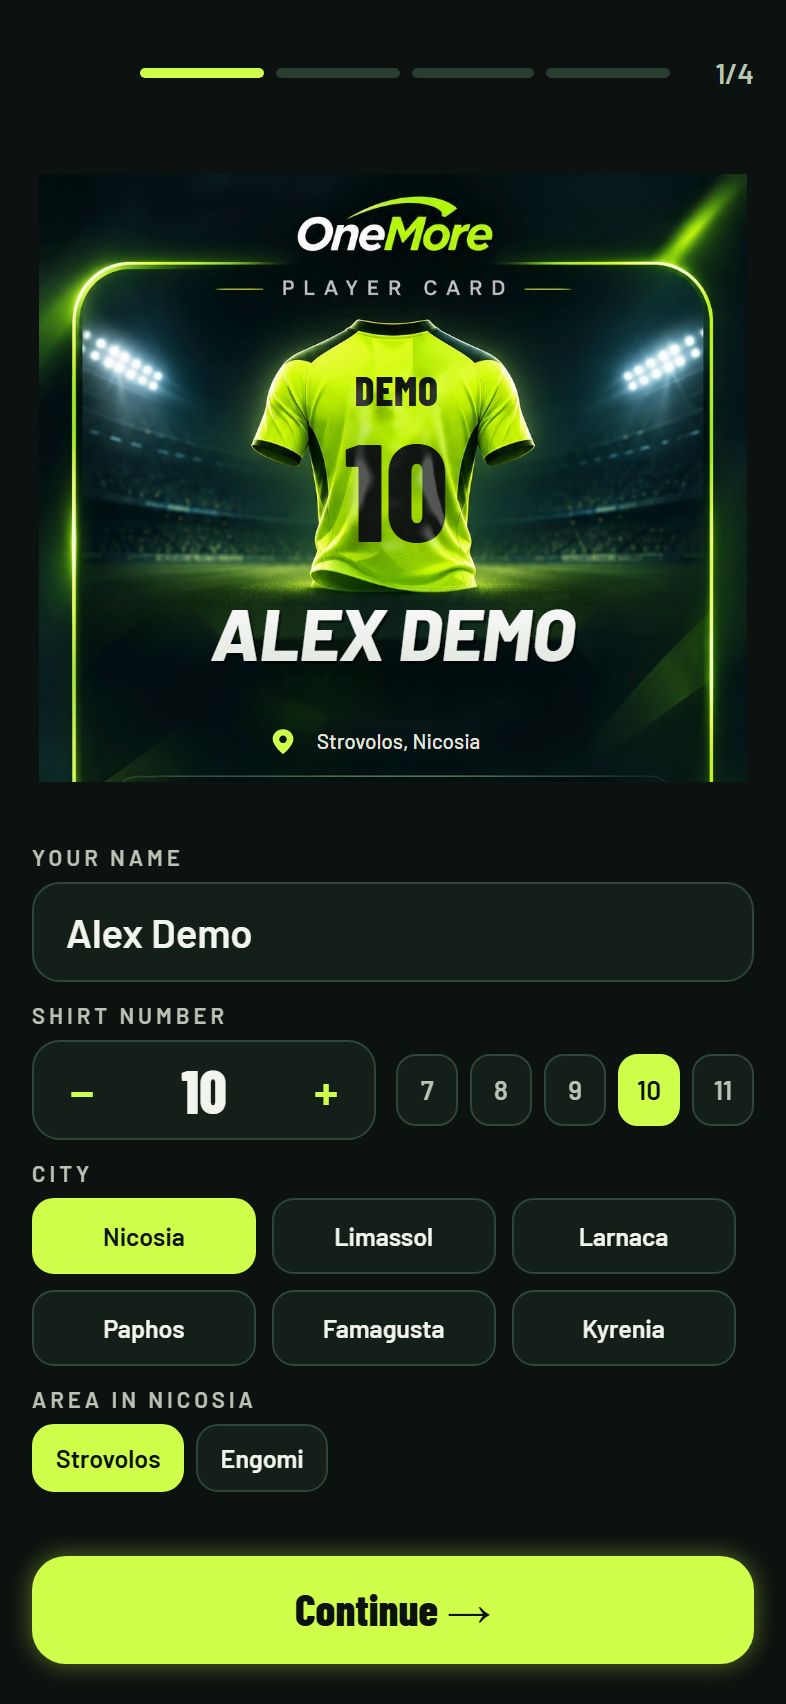 1/4
OneMore
PLAYER CARD
DEMO
10
ALEX DEMO
Strovolos, Nicosia
YOUR NAME
Alex Demo
SHIRT NUMBER
− 10 + 7 8 9 10 11
CITY
Nicosia Limassol Larnaca
Paphos Famagusta Kyrenia
AREA IN NICOSIA
Strovolos Engomi
Continue →